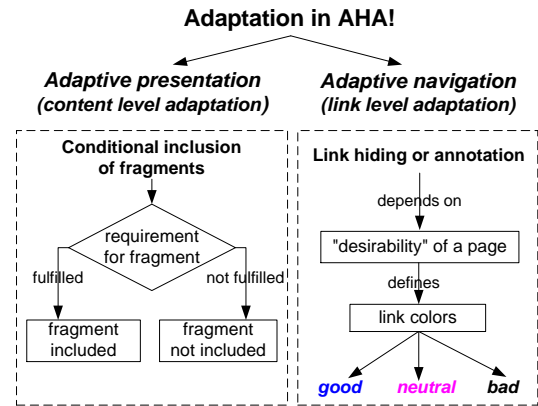 Adaptation in AHA!
Adaptive presentation
(content level adaptation)
Conditional inclusion
of fragments
requirement
for fragment
fulfilled
not fulfilled
fragment
included
fragment
not included
Adaptive navigation
(link level adaptation)
Link hiding or annotation
depends on
"desirability" of a page
defines
link colors
good
neutral
bad